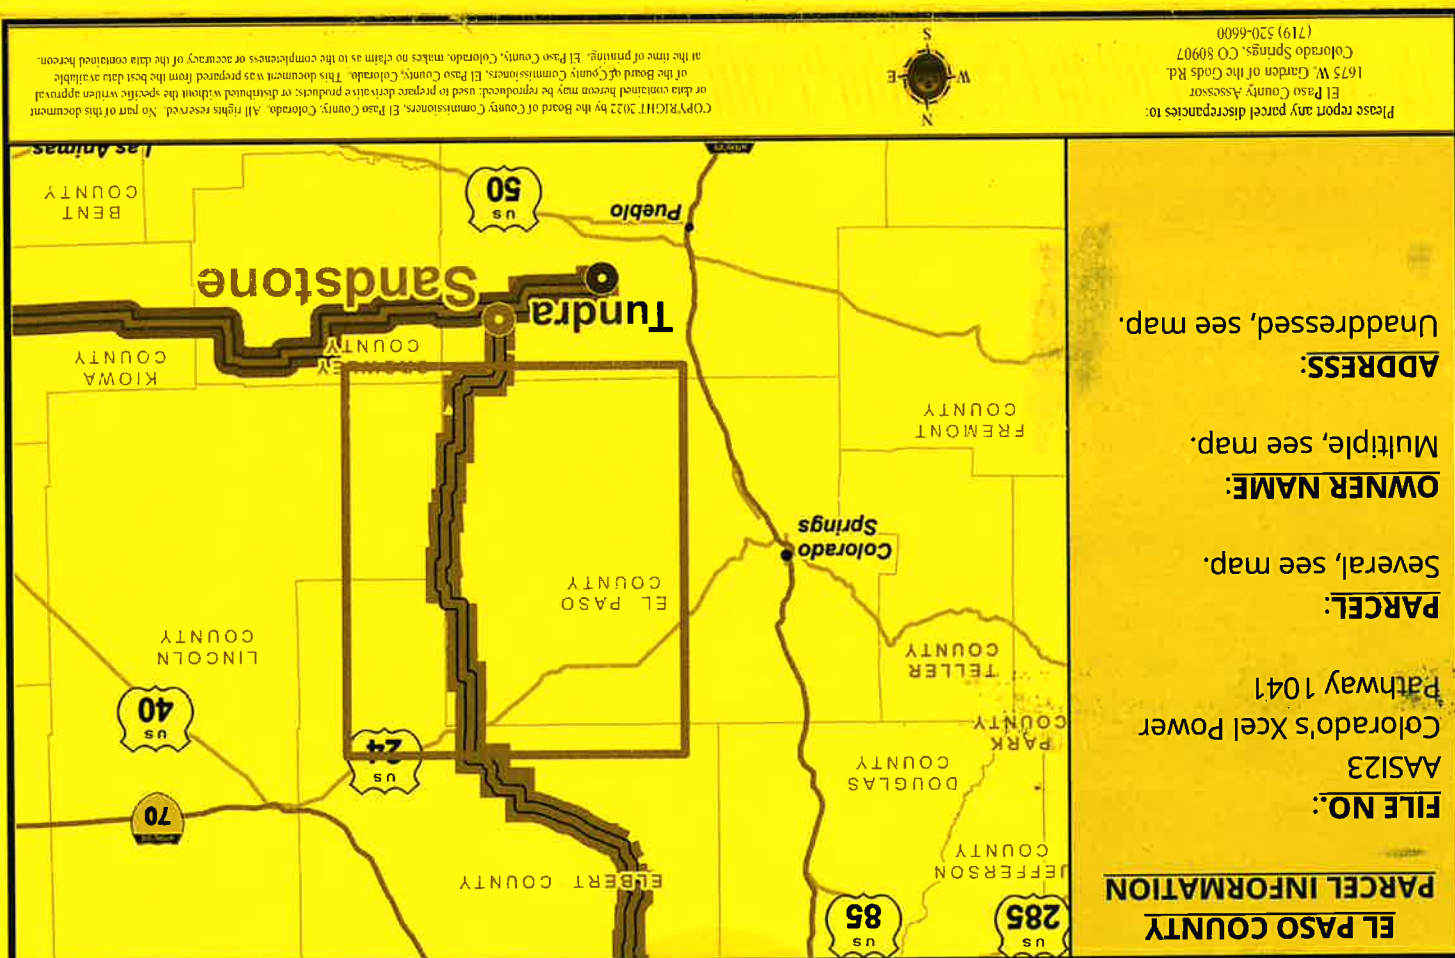 EL PASO COUNTY
PARCEL INFORMATION
FILE NO.:
AASI23
Colorado's Xcel Power
Pathway 1041
PARCEL:
Several, see map.
OWNER NAME:
Multiple, see map.
ADDRESS:
Unaddressed, see map.
US
285
US
85
JEFFERSON
COUNTY
ELBERT COUNTY
70
DOUGLAS
COUNTY
US
24
US
40
PARK
COUNTY
TELLER
COUNTY
LINCOLN
COUNTY
EL PASO
COUNTY
Colorado
Springs
FREMONT
COUNTY
CROWLEY
COUNTY
KIOWA
COUNTY
Tundra
Sandstone
Pueblo
US
50
BENT
COUNTY
Las Animas
Please report any parcel discrepancies to:
El Paso County Assessor
1675 W. Garden of the Gods Rd.
Colorado Springs, CO 80907
(719) 520-6600
N
W
E
S
COPYRIGHT 2022 by the Board of County Commissioners, El Paso County, Colorado. All rights reserved. No part of this document
or data contained hereon may be reproduced; used to prepare derivative products; or distributed without the specific written approval
of the Board of County Commissioners, El Paso County, Colorado. This document was prepared from the best data available
at the time of printing. El Paso County, Colorado, makes no claim as to the completeness or accuracy of the data contained hereon.